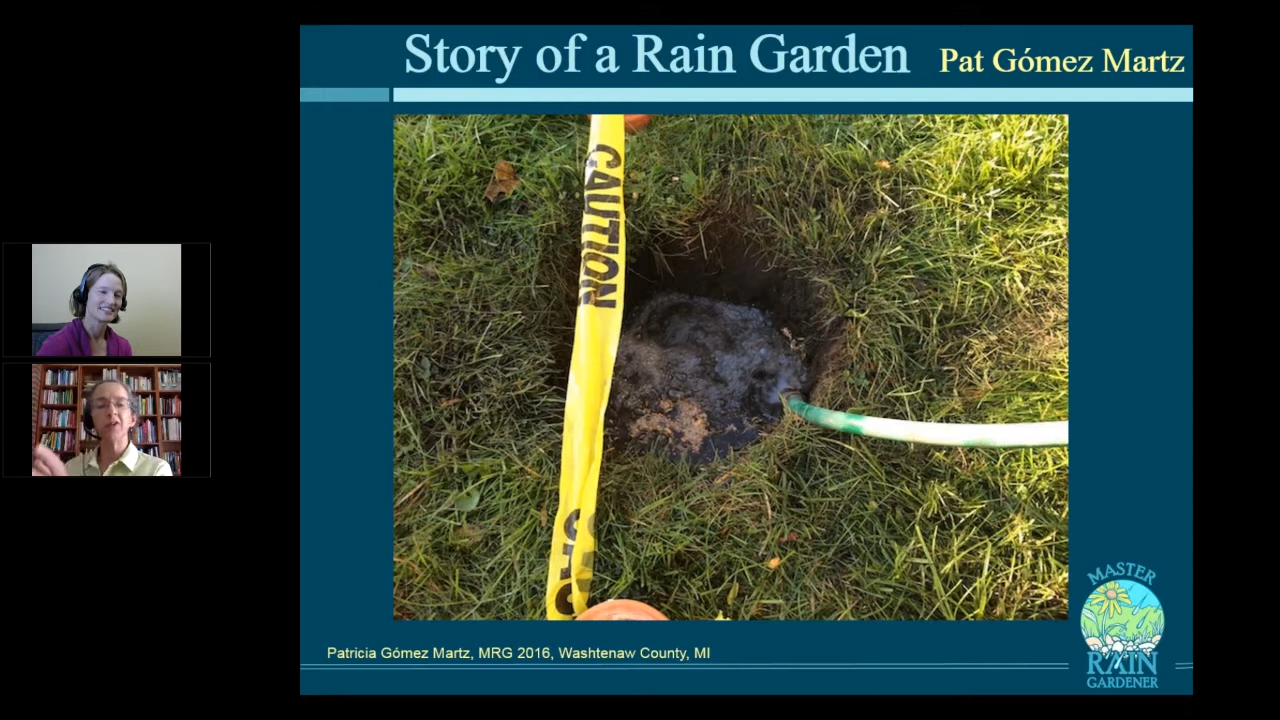 Story of a Rain Garden Pat Gómez Martz
CAUTION
Patricia Gómez Martz, MRG 2016, Washtenaw County, MI
MASTER
RAIN
GARDENER